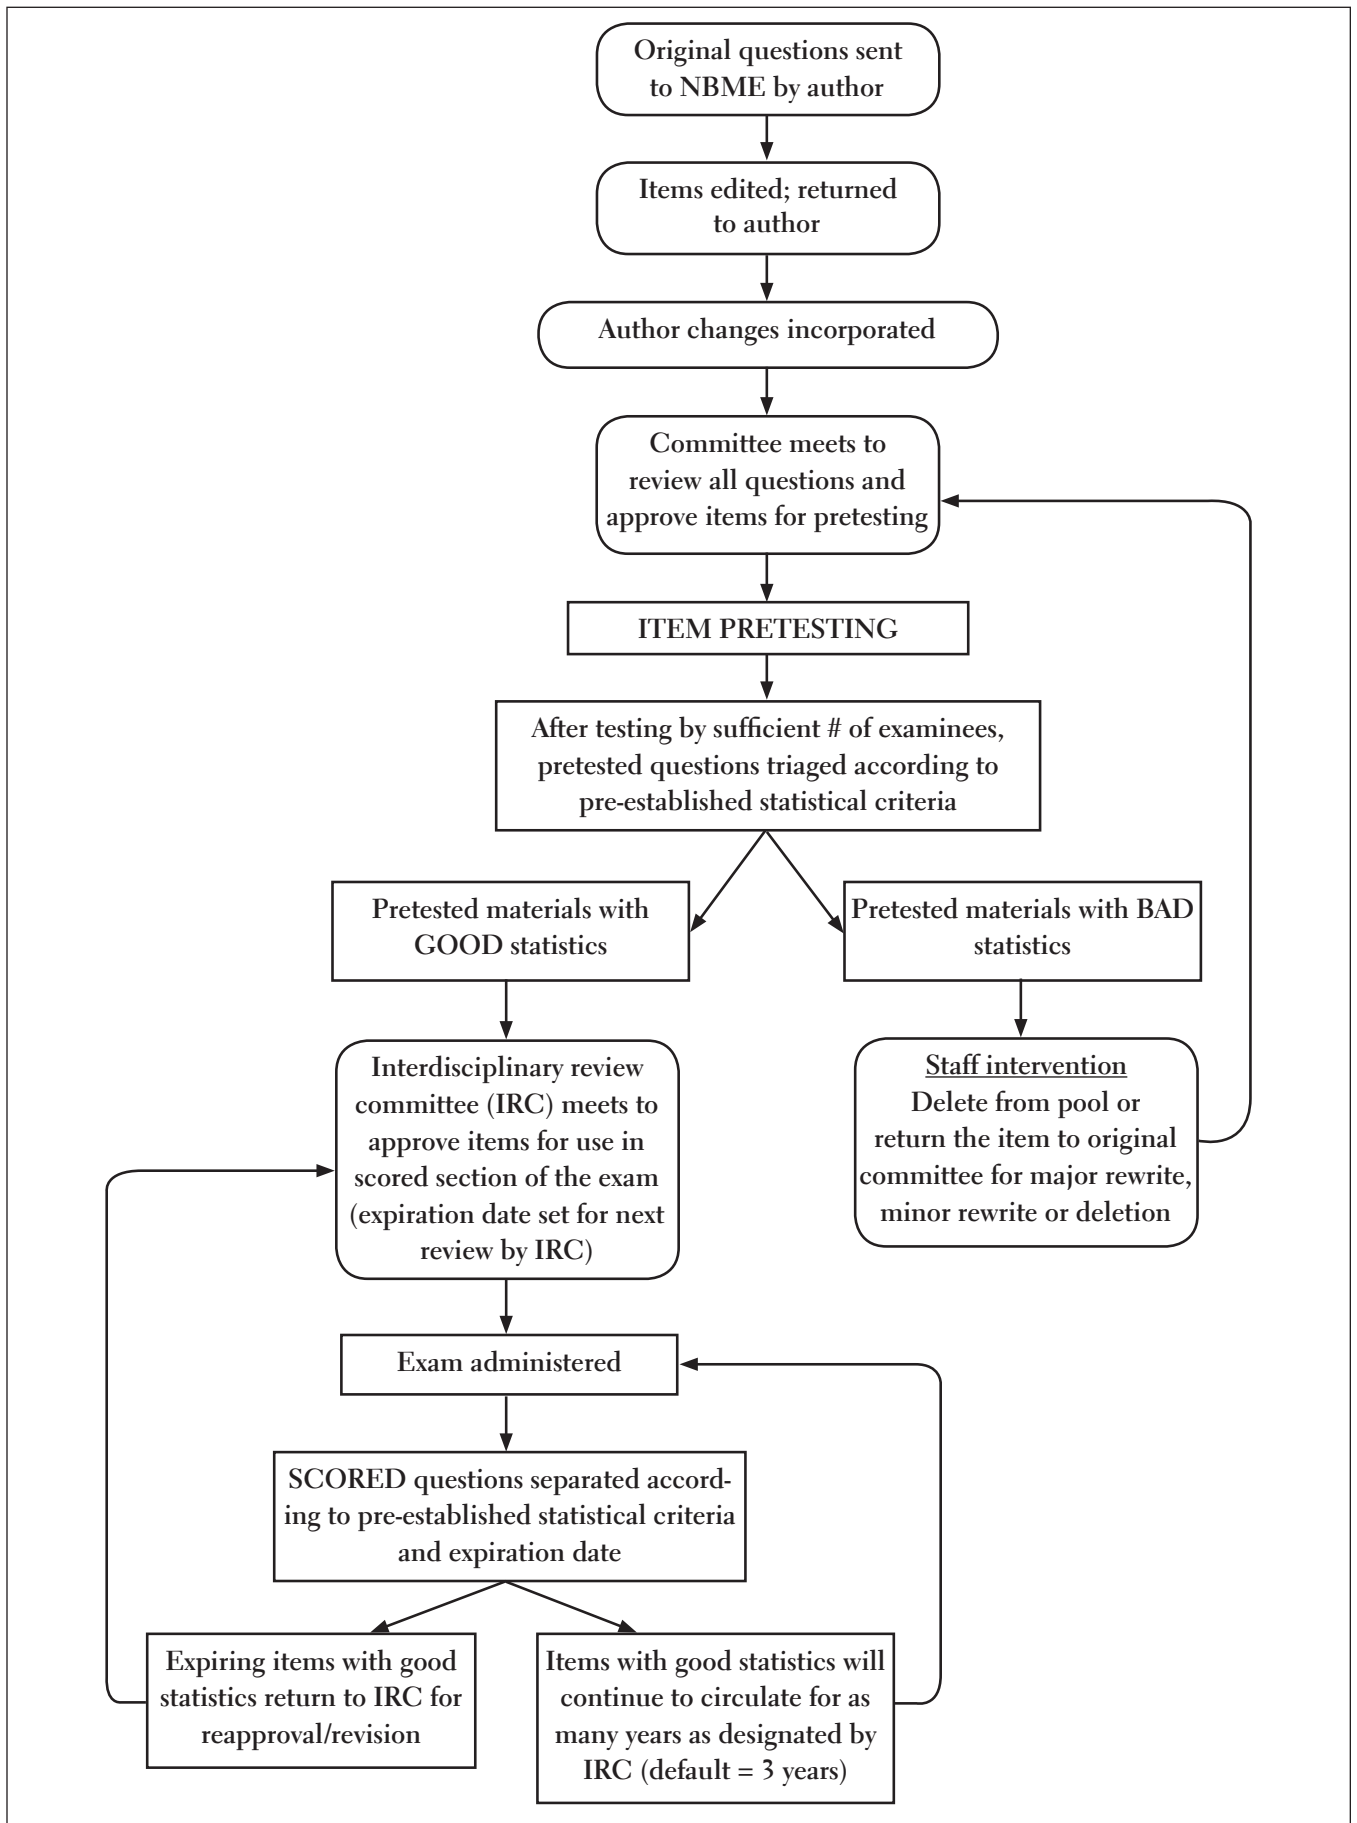 Original questions sent
to NBME by author
Items edited; returned
to author
Author changes incorporated
Committee meets to
review all questions and
approve items for pretesting
ITEM PRETESTING
After testing by sufficient # of examinees,
pretested questions triaged according to
pre-established statistical criteria
Pretested materials with
GOOD statistics
Pretested materials with BAD
statistics
Interdisciplinary review
committee (IRC) meets to
approve items for use in
scored section of the exam
(expiration date set for next
review by IRC)
Staff intervention
Delete from pool or
return the item to original
committee for major rewrite,
minor rewrite or deletion
Exam administered
SCORED questions separated accord-
ing to pre-established statistical criteria
and expiration date
Expiring items with good
statistics return to IRC for
reapproval/revision
Items with good statistics will
continue to circulate for as
many years as designated by
IRC (default = 3 years)